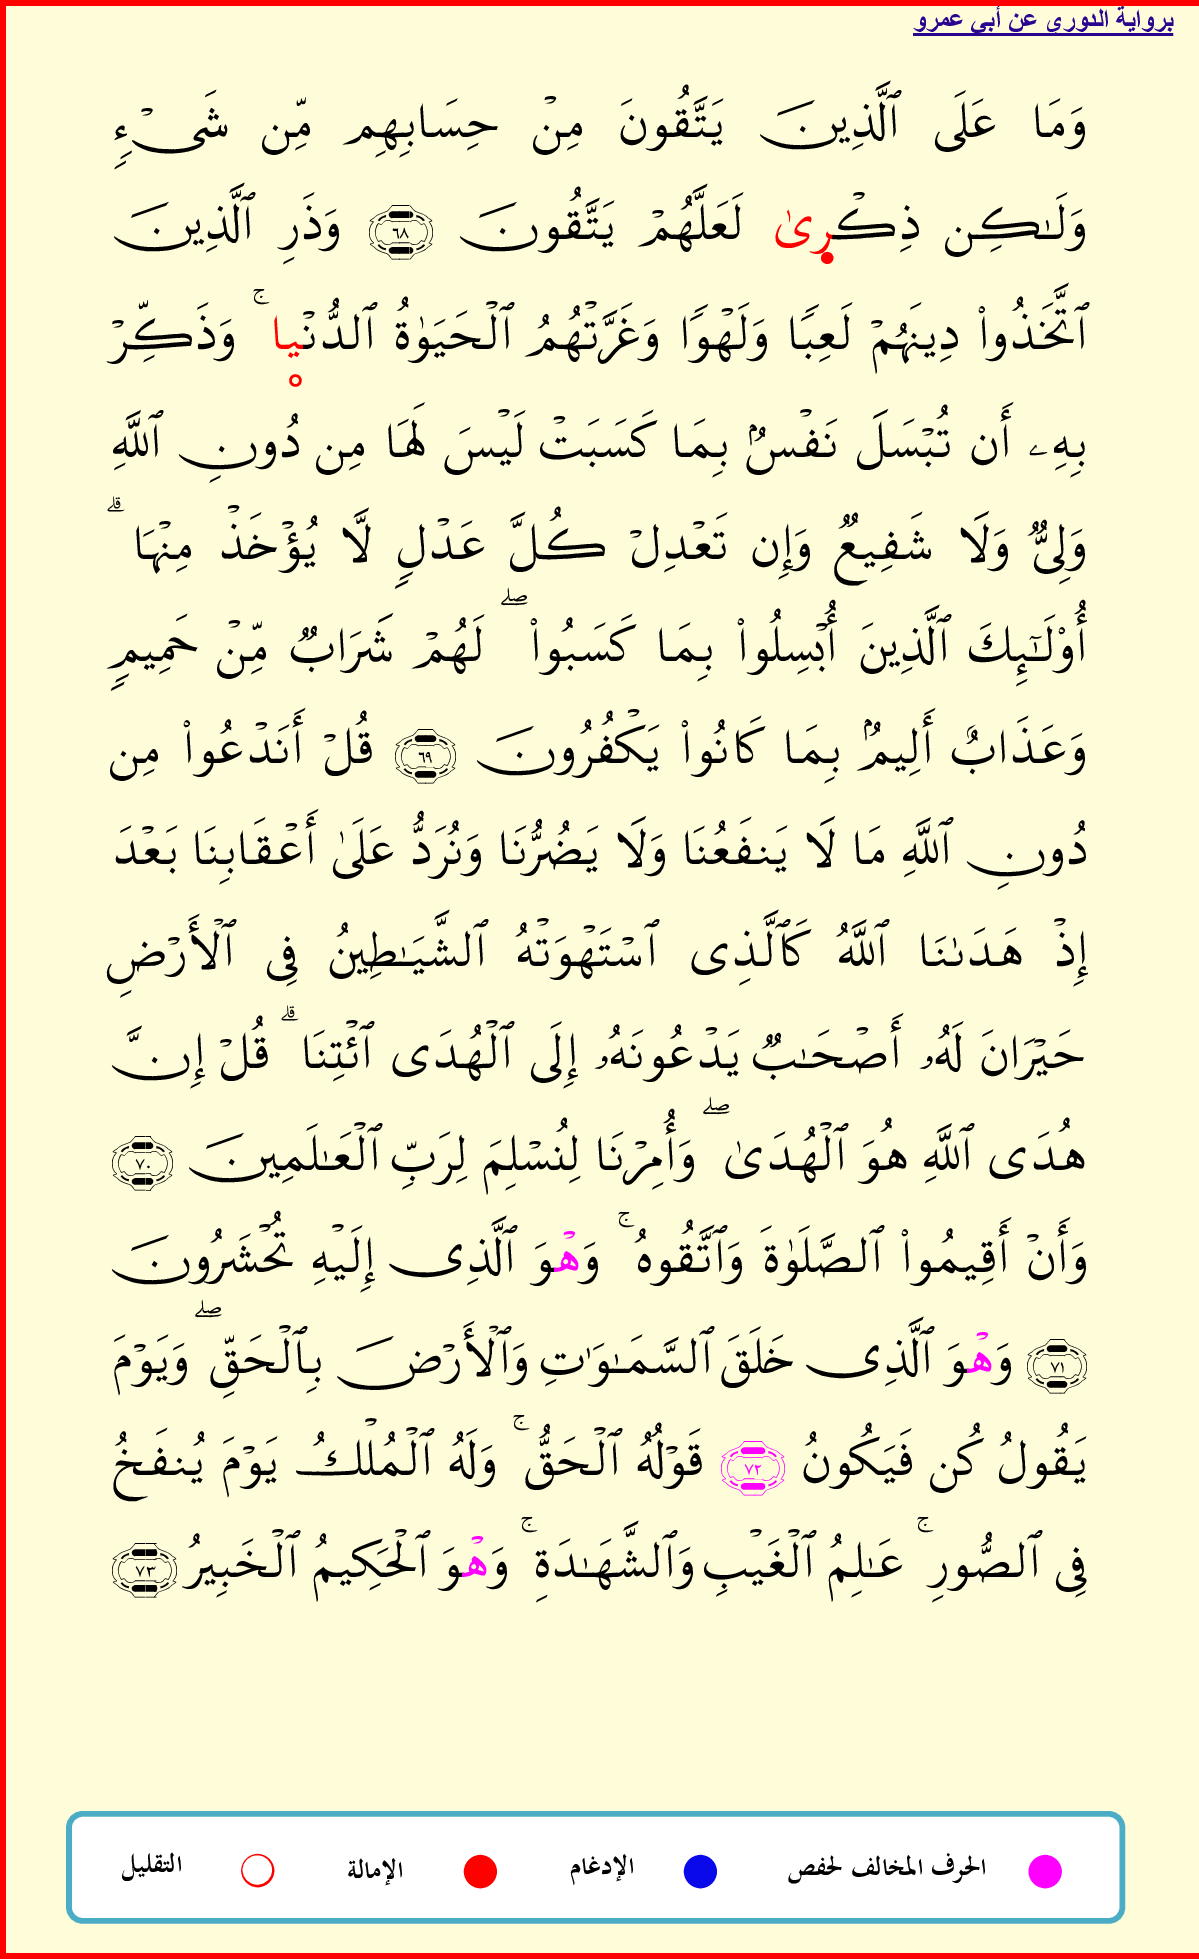 برواية الدوري عن أبي عمرو
وَمَا عَلَى ٱلَّذِينَ يَتَّقُونَ مِنْ حِسَابِهِم مِّن شَىْءٍ
وَلَٰكِن ذِكْرِىٰ لَعَلَّهُمْ يَتَّقُونَ ٦٨ وَذَرِ ٱلَّذِينَ
ٱتَّخَذُوا۟ دِينَهُمْ لَعِبًا وَلَهْوًا وَغَرَّتْهُمُ ٱلْحَيَوٰةُ ٱلدُّنْيا ۚ وَذَكِّرْ
بِهِۦ أَن تُبْسَلَ نَفْسٌۢ بِمَا كَسَبَتْ لَيْسَ لَهَا مِن دُونِ ٱللَّهِ
وَلِىٌّ وَلَا شَفِيعٌ وَإِن تَعْدِلْ كُلَّ عَدْلٍ لَّا يُؤْخَذْ مِنْهَا ۗ
أُو۟لَٰٓئِكَ ٱلَّذِينَ أُبْسِلُوا۟ بِمَا كَسَبُوا۟ ۖ لَهُمْ شَرَابٌ مِّنْ حَمِيمٍ
وَعَذَابٌ أَلِيمٌۢ بِمَا كَانُوا۟ يَكْفُرُونَ ٦٩ قُلْ أَنَدْعُوا۟ مِن
دُونِ ٱللَّهِ مَا لَا يَنفَعُنَا وَلَا يَضُرُّنَا وَنُرَدُّ عَلَىٰ أَعْقَابِنَا بَعْدَ
إِذْ هَدَىٰنَا ٱللَّهُ كَٱلَّذِى ٱسْتَهْوَتْهُ ٱلشَّيَٰطِينُ فِى ٱلْأَرْضِ
حَيْرَانَ لَهُۥ أَصْحَٰبٌ يَدْعُونَهُۥ إِلَى ٱلْهُدَى ٱئْتِنَا ۗ قُلْ إِنَّ
هُدَى ٱللَّهِ هُوَ ٱلْهُدَىٰ ۖ وَأُمِرْنَا لِنُسْلِمَ لِرَبِّ ٱلْعَٰلَمِينَ ٧٠
وَأَنْ أَقِيمُوا۟ ٱلصَّلَوٰةَ وَٱتَّقُوهُ ۚ وَهْوَ ٱلَّذِى إِلَيْهِ تُحْشَرُونَ
٧١ وَهْوَ ٱلَّذِى خَلَقَ ٱلسَّمَٰوَٰتِ وَٱلْأَرْضَ بِٱلْحَقِّ ۖ وَيَوْمَ
يَقُولُ كُن فَيَكُونُ ٧٢ قَوْلُهُ ٱلْحَقُّ ۚ وَلَهُ ٱلْمُلْكُ يَوْمَ يُنفَخُ
فِى ٱلصُّورِ ۚ عَٰلِمُ ٱلْغَيْبِ وَٱلشَّهَٰدَةِ ۚ وَهْوَ ٱلْحَكِيمُ ٱلْخَبِيرُ ٧٣
الحرف المخالف لحفص الإدغام الإمالة التقليل